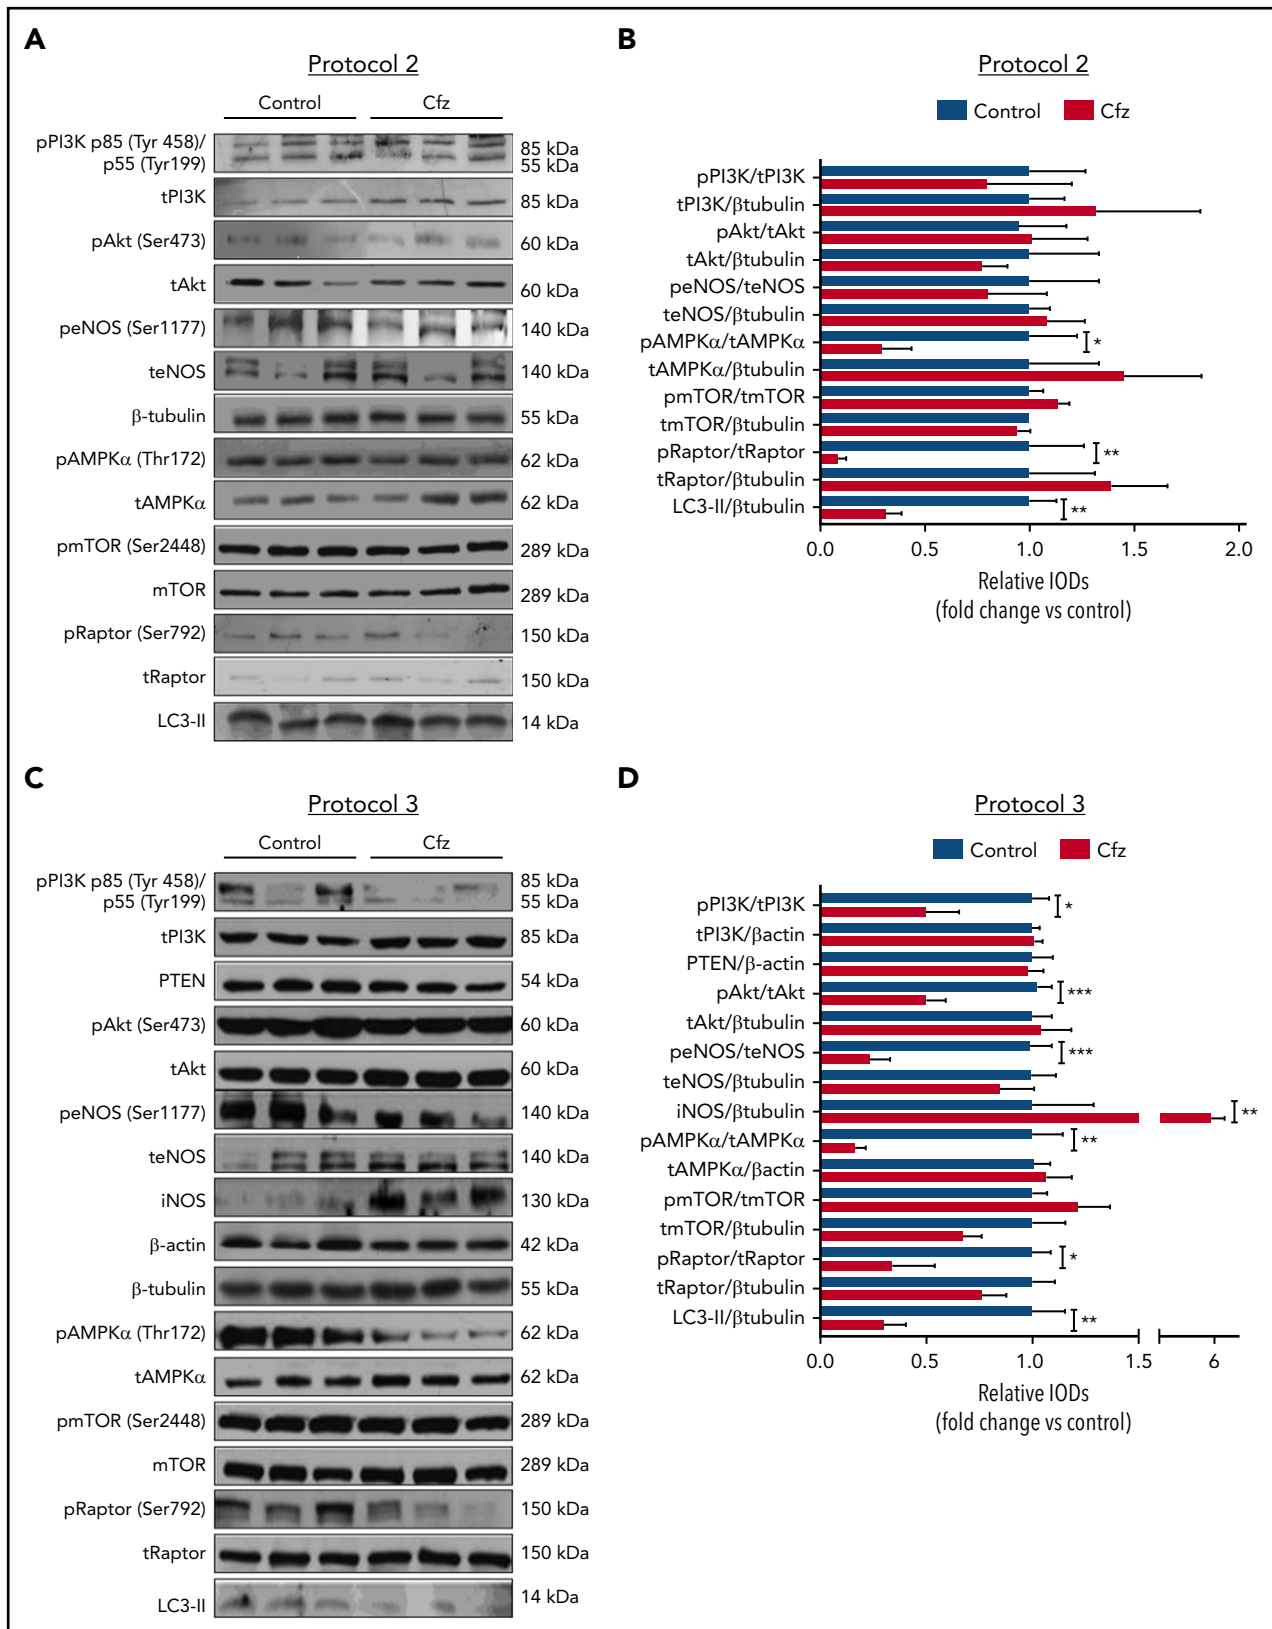 A
Protocol 2
Control Cfz
pPI3K p85 (Tyr 458)/
p55 (Tyr199)
85 kDa
55 kDa
tPI3K 85 kDa
pAkt (Ser473) 60 kDa
tAkt 60 kDa
peNOS (Ser1177) 140 kDa
teNOS 140 kDa
β-tubulin 55 kDa
pAMPKα (Thr172) 62 kDa
tAMPKα 62 kDa
pmTOR (Ser2448) 289 kDa
mTOR 289 kDa
pRaptor (Ser792) 150 kDa
tRaptor 150 kDa
LC3-II 14 kDa
B
Protocol 2
Control Cfz
pPI3K/tPI3K
tPI3K/βtubulin
pAkt/tAkt
tAkt/βtubulin
peNOS/teNOS
teNOS/βtubulin
pAMPKα/tAMPKα *
tAMPKα/βtubulin
pmTOR/tmTOR
tmTOR/βtubulin
pRaptor/tRaptor **
tRaptor/βtubulin
LC3-II/βtubulin **
0.0 0.5 1.0 1.5 2.0
Relative IODs
(fold change vs control)
C
Protocol 3
Control Cfz
pPI3K p85 (Tyr 458)/
p55 (Tyr199)
85 kDa
55 kDa
tPI3K 85 kDa
PTEN 54 kDa
pAkt (Ser473) 60 kDa
tAkt 60 kDa
peNOS (Ser1177) 140 kDa
teNOS 140 kDa
iNOS 130 kDa
β-actin 42 kDa
β-tubulin 55 kDa
pAMPKα (Thr172) 62 kDa
tAMPKα 62 kDa
pmTOR (Ser2448) 289 kDa
mTOR 289 kDa
pRaptor (Ser792) 150 kDa
tRaptor 150 kDa
LC3-II 14 kDa
D
Protocol 3
Control Cfz
pPI3K/tPI3K *
tPI3K/βactin
PTEN/β-actin
pAkt/tAkt ***
tAkt/βtubulin
peNOS/teNOS ***
teNOS/βtubulin
iNOS/βtubulin **
pAMPKα/tAMPKα **
tAMPKα/βactin
pmTOR/tmTOR
tmTOR/βtubulin
pRaptor/tRaptor *
tRaptor/βtubulin
LC3-II/βtubulin **
0.0 0.5 1.0 1.5 6
Relative IODs
(fold change vs control)